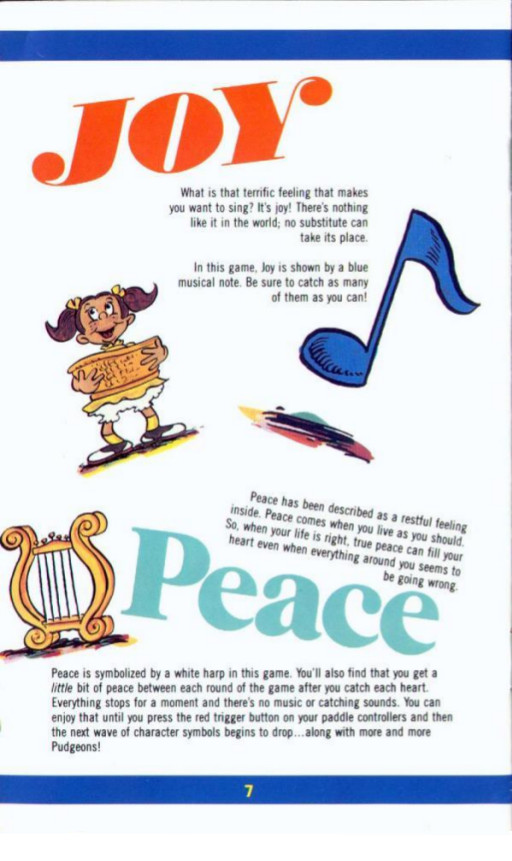 JOY
What is that terrific feeling that makes
you want to sing? It's joy! There's nothing
like it in the world; no substitute can
take its place.
In this game, Joy is shown by a blue
musical note. Be sure to catch as many
of them as you can!
Peace has been described as a restful feeling
inside. Peace comes when you live as you should.
So, when your life is right, true peace can fill your
heart even when everything around you seems to
be going wrong.
Peace
Peace is symbolized by a white harp in this game. You'll also find that you get a
little bit of peace between each round of the game after you catch each heart.
Everything stops for a moment and there's no music or catching sounds. You can
enjoy that until you press the red trigger button on your paddle controllers and then
the next wave of character symbols begins to drop...along with more and more
Pudgeons!
7